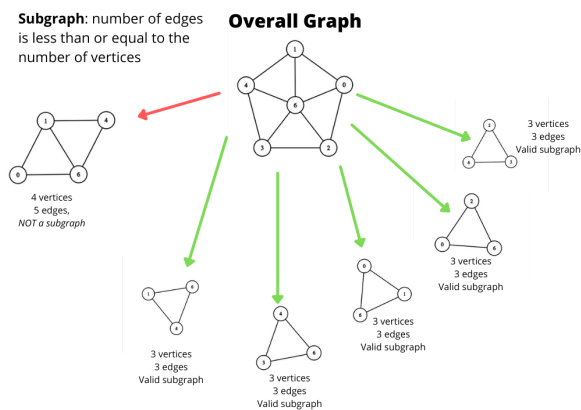 Subgraph: number of edges
is less than or equal to the
number of vertices
Overall Graph
1
4
0
6
3
2
1
4
0
6
4 vertices
5 edges,
NOT a subgraph
2
6
3
3 vertices
3 edges
Valid subgraph
2
0
6
3 vertices
3 edges
Valid subgraph
0
1
6
3 vertices
3 edges
Valid subgraph
4
3
6
3 vertices
3 edges
Valid subgraph
1
6
4
3 vertices
3 edges
Valid subgraph